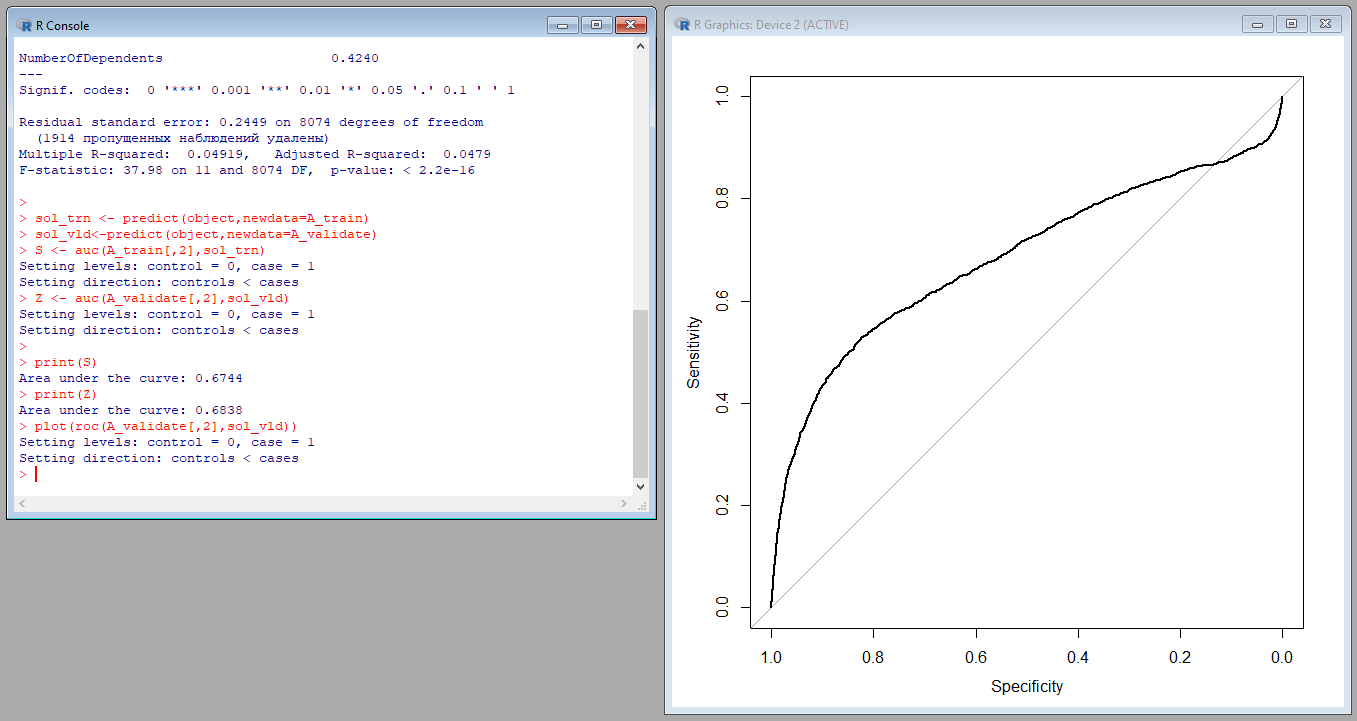 R Console
NumberOfDependents 0.4240
---
Signif. codes:  0 '***' 0.001 '**' 0.01 '*' 0.05 '.' 0.1 ' ' 1
Residual standard error: 0.2449 on 8074 degrees of freedom
(1914 пропущенных наблюдений удалены)
Multiple R-squared:  0.04919,   Adjusted R-squared:  0.0479
F-statistic: 37.98 on 11 and 8074 DF,  p-value: < 2.2e-16
>
> sol_trn <- predict(object,newdata=A_train)
> sol_vld<-predict(object,newdata=A_validate)
> S <- auc(A_train[,2],sol_trn)
Setting levels: control = 0, case = 1
Setting direction: controls < cases
> Z <- auc(A_validate[,2],sol_vld)
Setting levels: control = 0, case = 1
Setting direction: controls < cases
>
> print(S)
Area under the curve: 0.6744
> print(Z)
Area under the curve: 0.6838
> plot(roc(A_validate[,2],sol_vld))
Setting levels: control = 0, case = 1
Setting direction: controls < cases
>
R Graphics: Device 2 (ACTIVE)
Sensitivity
1.0
0.8
0.6
0.4
0.2
0.0
1.0 0.8 0.6 0.4 0.2 0.0
Specificity